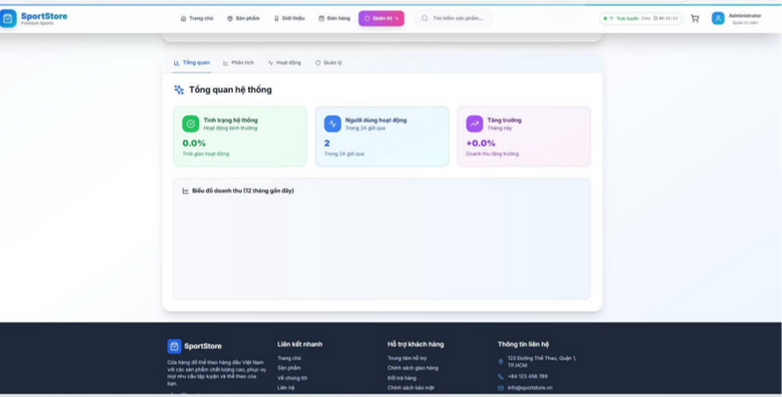 SportStore
Premium Sports
Trang chủ
Sản phẩm
Giới thiệu
Đơn hàng
Quản trị
Tìm kiếm sản phẩm...
Trực tuyến
Administrator
Quản trị viên
Tổng quan
Phân tích
Hoạt động
Quản lý
Tổng quan hệ thống
Tình trạng hệ thống
Hoạt động bình thường
0.0%
Thời gian hoạt động
Người dùng hoạt động
Trong 24 giờ qua
2
Trong 24 giờ qua
Tăng trưởng
Tháng này
+0.0%
Doanh thu tăng trưởng
Biểu đồ doanh thu (12 tháng gần đây)
SportStore
Cửa hàng đồ thể thao hàng đầu Việt Nam
với các sản phẩm chất lượng cao, phục vụ
mọi nhu cầu tập luyện và thể thao của
bạn.
Liên kết nhanh
Trang chủ
Sản phẩm
Về chúng tôi
Liên hệ
Hỗ trợ khách hàng
Trung tâm hỗ trợ
Chính sách giao hàng
Đổi trả hàng
Chính sách bảo mật
Thông tin liên hệ
123 Đường Thể Thao, Quận 1,
TP.HCM
+84 123 456 789
info@sportstore.vn